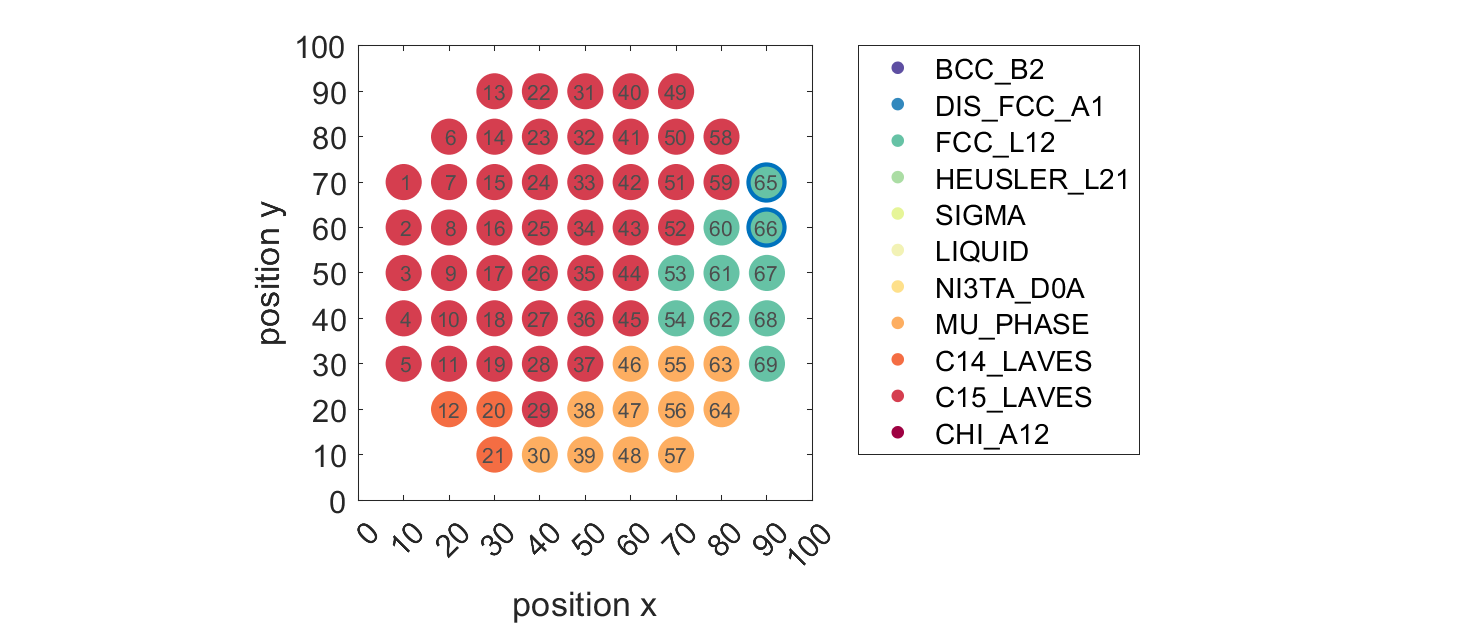 100
90
80
70
60
50
40
30
20
10
0
position y
13 22 31 40 49
6 14 23 32 41 50 58
1 7 15 24 33 42 51 59 65
2 8 16 25 34 43 52 60 66
3 9 17 26 35 44 53 61 67
4 10 18 27 36 45 54 62 68
5 11 19 28 37 46 55 63 69
12 20 29 38 47 56 64
21 30 39 48 57
0 10 20 30 40 50 60 70 80 90 100
position x
BCC_B2
DIS_FCC_A1
FCC_L12
HEUSLER_L21
SIGMA
LIQUID
NI3TA_D0A
MU_PHASE
C14_LAVES
C15_LAVES
CHI_A12